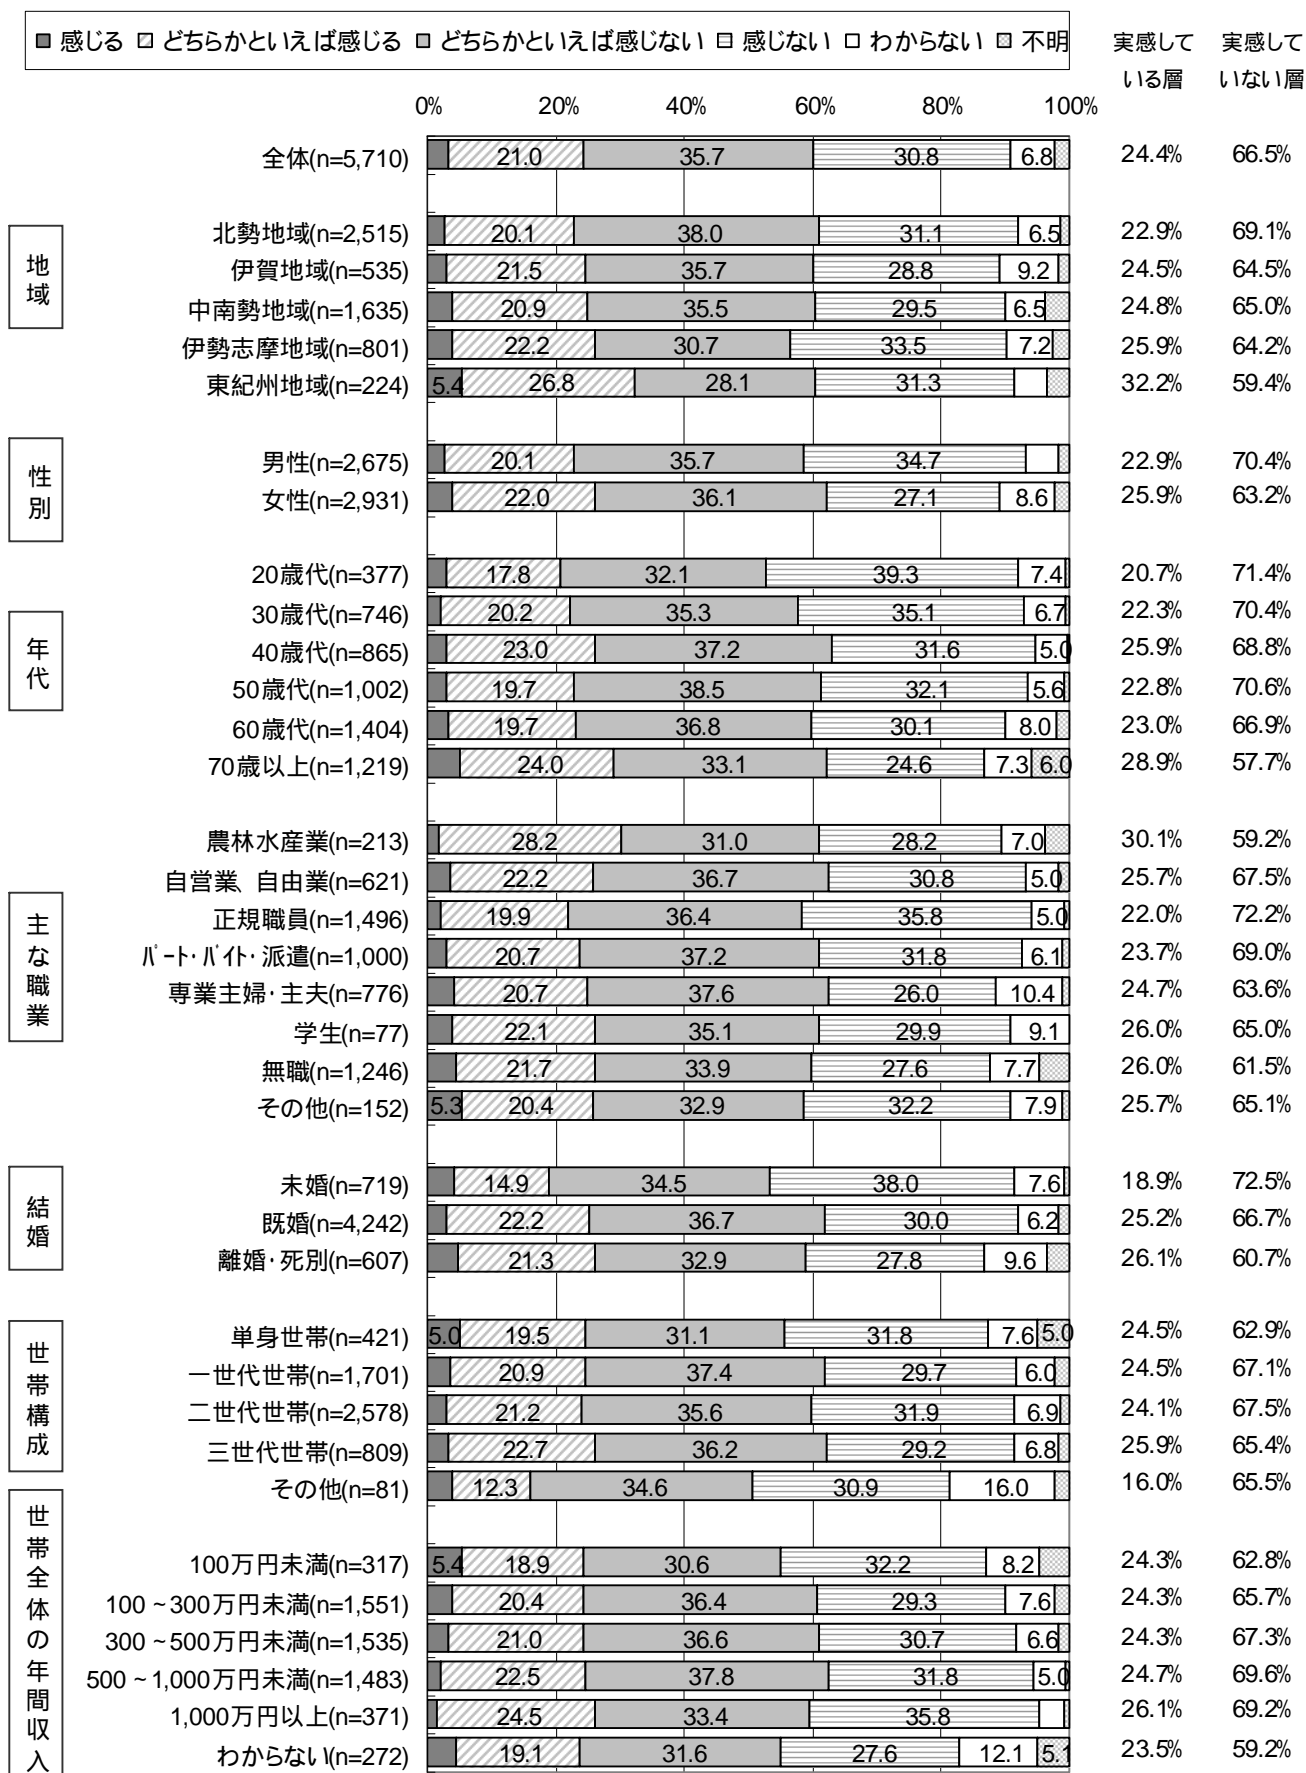 ■ 感じる ▨ どちらかといえば感じる ■ どちらかといえば感じない 目 感じない □ わからない ▩ 不明
実感して 実感して
いる層 いない層
0% 20% 40% 60% 80% 100%
全体(n=5,710) 21.0 35.7 30.8 6.8 24.4% 66.5%
地域
北勢地域(n=2,515) 20.1 38.0 31.1 6.5 22.9% 69.1%
伊賀地域(n=535) 21.5 35.7 28.8 9.2 24.5% 64.5%
中南勢地域(n=1,635) 20.9 35.5 29.5 6.5 24.8% 65.0%
伊勢志摩地域(n=801) 22.2 30.7 33.5 7.2 25.9% 64.2%
東紀州地域(n=224) 5.4 26.8 28.1 31.3 32.2% 59.4%
性別
男性(n=2,675) 20.1 35.7 34.7 22.9% 70.4%
女性(n=2,931) 22.0 36.1 27.1 8.6 25.9% 63.2%
年代
20歳代(n=377) 17.8 32.1 39.3 7.4 20.7% 71.4%
30歳代(n=746) 20.2 35.3 35.1 6.7 22.3% 70.4%
40歳代(n=865) 23.0 37.2 31.6 5.0 25.9% 68.8%
50歳代(n=1,002) 19.7 38.5 32.1 5.6 22.8% 70.6%
60歳代(n=1,404) 19.7 36.8 30.1 8.0 23.0% 66.9%
70歳以上(n=1,219) 24.0 33.1 24.6 7.3 6.0 28.9% 57.7%
主な職業
農林水産業(n=213) 28.2 31.0 28.2 7.0 30.1% 59.2%
自営業、自由業(n=621) 22.2 36.7 30.8 5.0 25.7% 67.5%
正規職員(n=1,496) 19.9 36.4 35.8 5.0 22.0% 72.2%
ﾊﾟｰﾄ・ﾊﾞｲﾄ・派遣(n=1,000) 20.7 37.2 31.8 6.1 23.7% 69.0%
専業主婦・主夫(n=776) 20.7 37.6 26.0 10.4 24.7% 63.6%
学生(n=77) 22.1 35.1 29.9 9.1 26.0% 65.0%
無職(n=1,246) 21.7 33.9 27.6 7.7 26.0% 61.5%
その他(n=152) 5.3 20.4 32.9 32.2 7.9 25.7% 65.1%
結婚
未婚(n=719) 14.9 34.5 38.0 7.6 18.9% 72.5%
既婚(n=4,242) 22.2 36.7 30.0 6.2 25.2% 66.7%
離婚・死別(n=607) 21.3 32.9 27.8 9.6 26.1% 60.7%
世帯構成
単身世帯(n=421) 5.0 19.5 31.1 31.8 7.6 5.0 24.5% 62.9%
一世代世帯(n=1,701) 20.9 37.4 29.7 6.0 24.5% 67.1%
二世代世帯(n=2,578) 21.2 35.6 31.9 6.9 24.1% 67.5%
三世代世帯(n=809) 22.7 36.2 29.2 6.8 25.9% 65.4%
その他(n=81) 12.3 34.6 30.9 16.0 16.0% 65.5%
世帯全体の年間収入
100万円未満(n=317) 5.4 18.9 30.6 32.2 8.2 24.3% 62.8%
100~300万円未満(n=1,551) 20.4 36.4 29.3 7.6 24.3% 65.7%
300~500万円未満(n=1,535) 21.0 36.6 30.7 6.6 24.3% 67.3%
500~1,000万円未満(n=1,483) 22.5 37.8 31.8 5.0 24.7% 69.6%
1,000万円以上(n=371) 24.5 33.4 35.8 26.1% 69.2%
わからない(n=272) 19.1 31.6 27.6 12.1 5.1 23.5% 59.2%